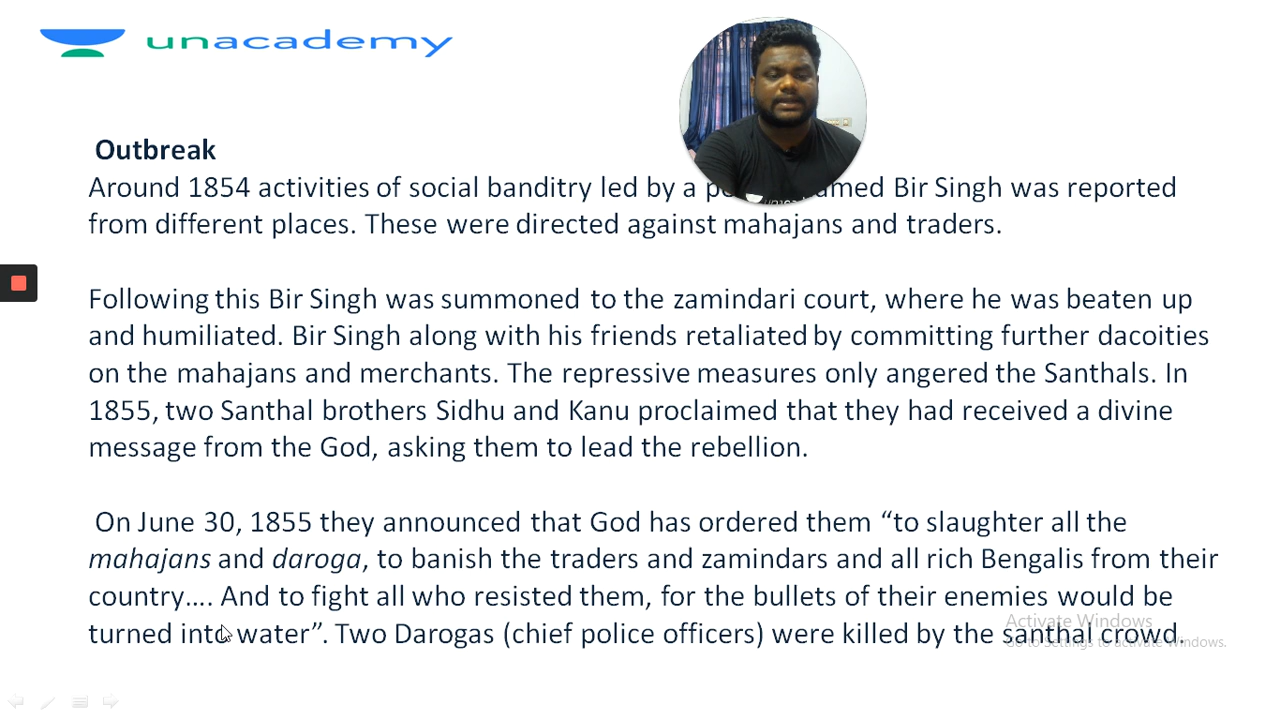 unacademy
Outbreak
Around 1854 activities of social banditry led by a named Bir Singh was reported
from different places. These were directed against mahajans and traders.
Following this Bir Singh was summoned to the zamindari court, where he was beaten up
and humiliated. Bir Singh along with his friends retaliated by committing further dacoities
on the mahajans and merchants. The repressive measures only angered the Santhals. In
1855, two Santhal brothers Sidhu and Kanu proclaimed that they had received a divine
message from the God, asking them to lead the rebellion.
On June 30, 1855 they announced that God has ordered them “to slaughter all the
mahajans and daroga, to banish the traders and zamindars and all rich Bengalis from their
country…. And to fight all who resisted them, for the bullets of their enemies would be
turned into water”. Two Darogas (chief police officers) were killed by the santhal crowd.
Activate Windows
Go to Settings to activate Windows.